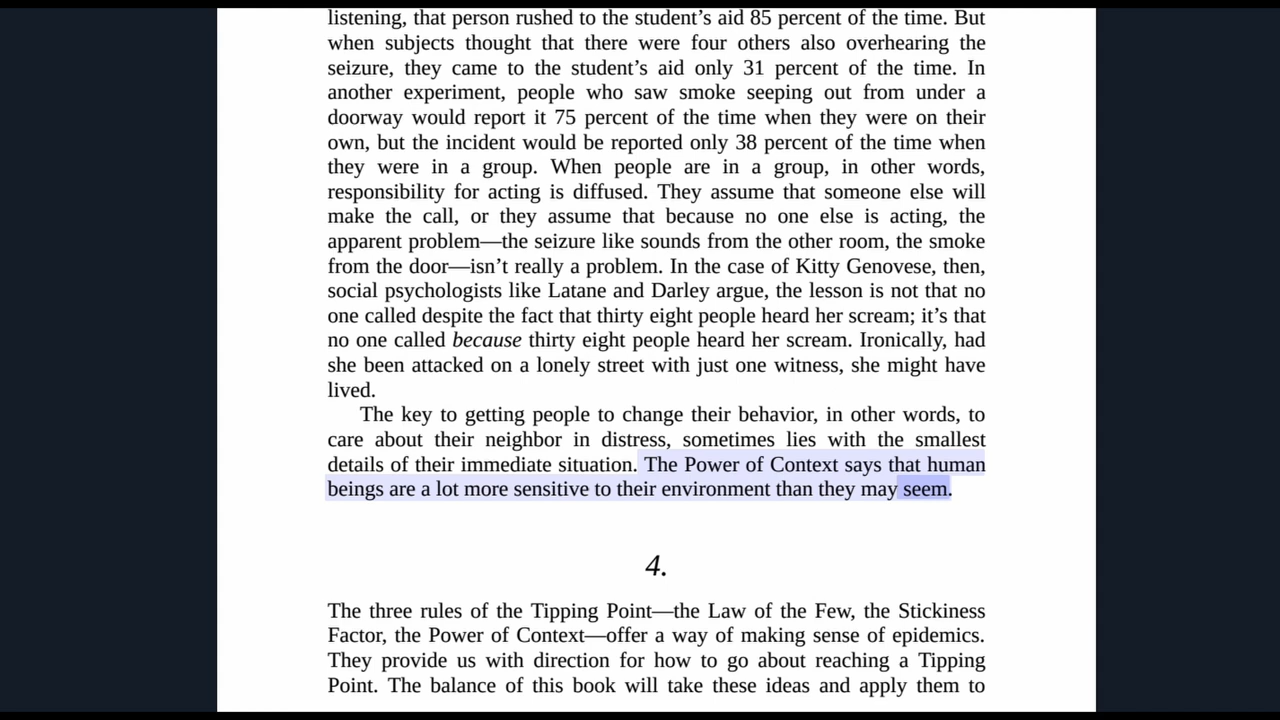 listening, that person rushed to the student’s aid 85 percent of the time. But
when subjects thought that there were four others also overhearing the
seizure, they came to the student’s aid only 31 percent of the time. In
another experiment, people who saw smoke seeping out from under a
doorway would report it 75 percent of the time when they were on their
own, but the incident would be reported only 38 percent of the time when
they were in a group. When people are in a group, in other words,
responsibility for acting is diffused. They assume that someone else will
make the call, or they assume that because no one else is acting, the
apparent problem—the seizure like sounds from the other room, the smoke
from the door—isn’t really a problem. In the case of Kitty Genovese, then,
social psychologists like Latane and Darley argue, the lesson is not that no
one called despite the fact that thirty eight people heard her scream; it’s that
no one called because thirty eight people heard her scream. Ironically, had
she been attacked on a lonely street with just one witness, she might have
lived.
The key to getting people to change their behavior, in other words, to
care about their neighbor in distress, sometimes lies with the smallest
details of their immediate situation. The Power of Context says that human
beings are a lot more sensitive to their environment than they may seem.
4.
The three rules of the Tipping Point—the Law of the Few, the Stickiness
Factor, the Power of Context—offer a way of making sense of epidemics.
They provide us with direction for how to go about reaching a Tipping
Point. The balance of this book will take these ideas and apply them to